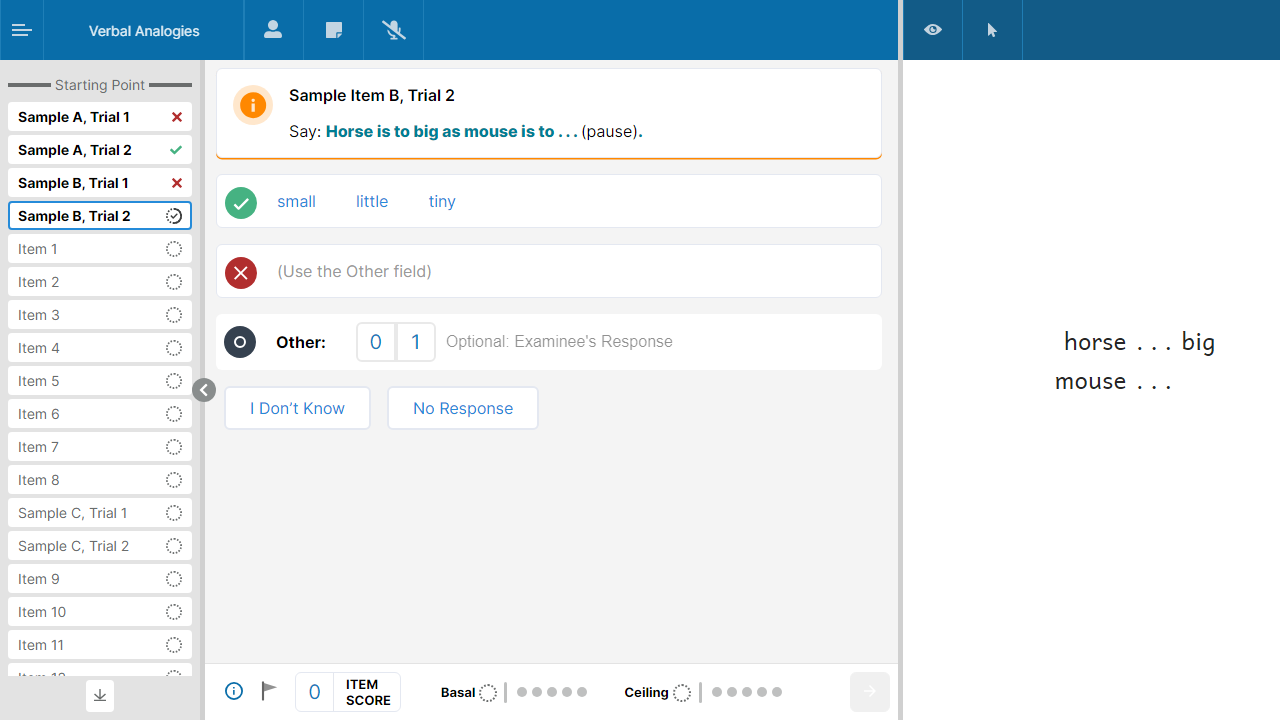 Verbal Analogies
Starting Point
Sample A, Trial 1
Sample A, Trial 2
Sample B, Trial 1
Sample B, Trial 2
Item 1
Item 2
Item 3
Item 4
Item 5
Item 6
Item 7
Item 8
Sample C, Trial 1
Sample C, Trial 2
Item 9
Item 10
Item 11
Item 12
Sample Item B, Trial 2
Say: Horse is to big as mouse is to . . . (pause).
small little tiny
(Use the Other field)
Other: 0 1 Optional: Examinee's Response
I Don’t Know No Response
0 ITEM SCORE
Basal Ceiling
horse . . . big
mouse . . .